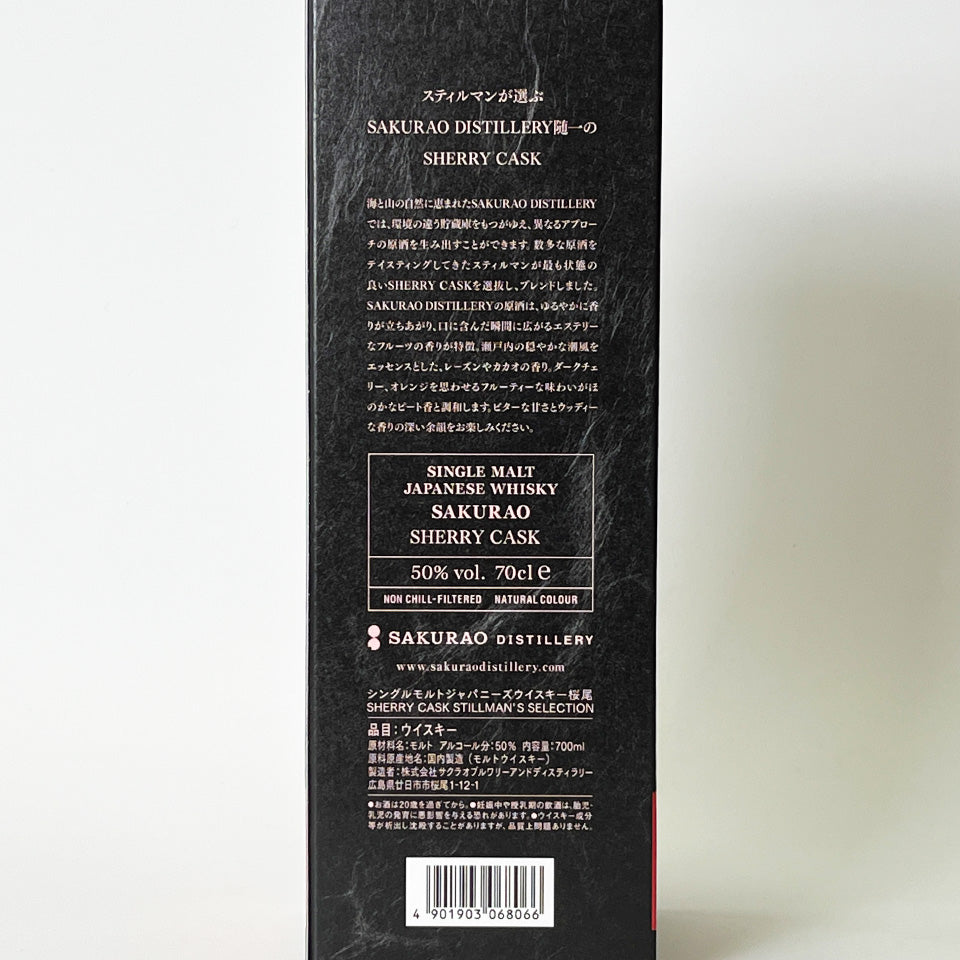 スティルマンが選ぶ
SAKURAO DISTILLERY随一の
SHERRY CASK
海と山の自然に恵まれたSAKURAO DISTILLERY
では、環境の違う貯蔵庫をもつがゆえ、異なるアプロー
チの原酒を生み出すことができます。数多な原酒を
テイスティングしてきたスティルマンが最も状態の
良いSHERRY CASKを選抜し、ブレンドしました。
SAKURAO DISTILLERYの原酒は、ゆるやかに香
りが立ちあがり、口に含んだ瞬間に広がるエステリー
なフルーツの香りが特徴。瀬戸内の穏やかな潮風を
エッセンスとした、レーズンやカカオの香り。ダークチェ
リー、オレンジを思わせるフルーティーな味わいがほ
のかなピート香と調和します。ビターな甘さとウッディー
な香りの深い余韻をお楽しみください。
SINGLE MALT
JAPANESE WHISKY
SAKURAO
SHERRY CASK
50% vol. 70cl e
NON CHILL-FILTERED NATURAL COLOUR
SAKURAO DISTILLERY
www.sakuraodistillery.com
シングルモルトジャパニーズウイスキー桜尾
SHERRY CASK STILLMAN'S SELECTION
品目：ウイスキー
原材料名：モルト アルコール分：50% 内容量：700ml
原料原産地名：国内製造（モルトウイスキー）
製造者：株式会社サクラオブルワリーアンドディスティラリー
広島県廿日市市桜尾1-12-1
●お酒は20歳を過ぎてから。●妊娠中や授乳期の飲酒は、胎児・
乳児の発育に悪影響を与える恐れがあります。●ウイスキー成分
等が析出し沈殿することがありますが、品質上問題ありません。
4 901903 068066